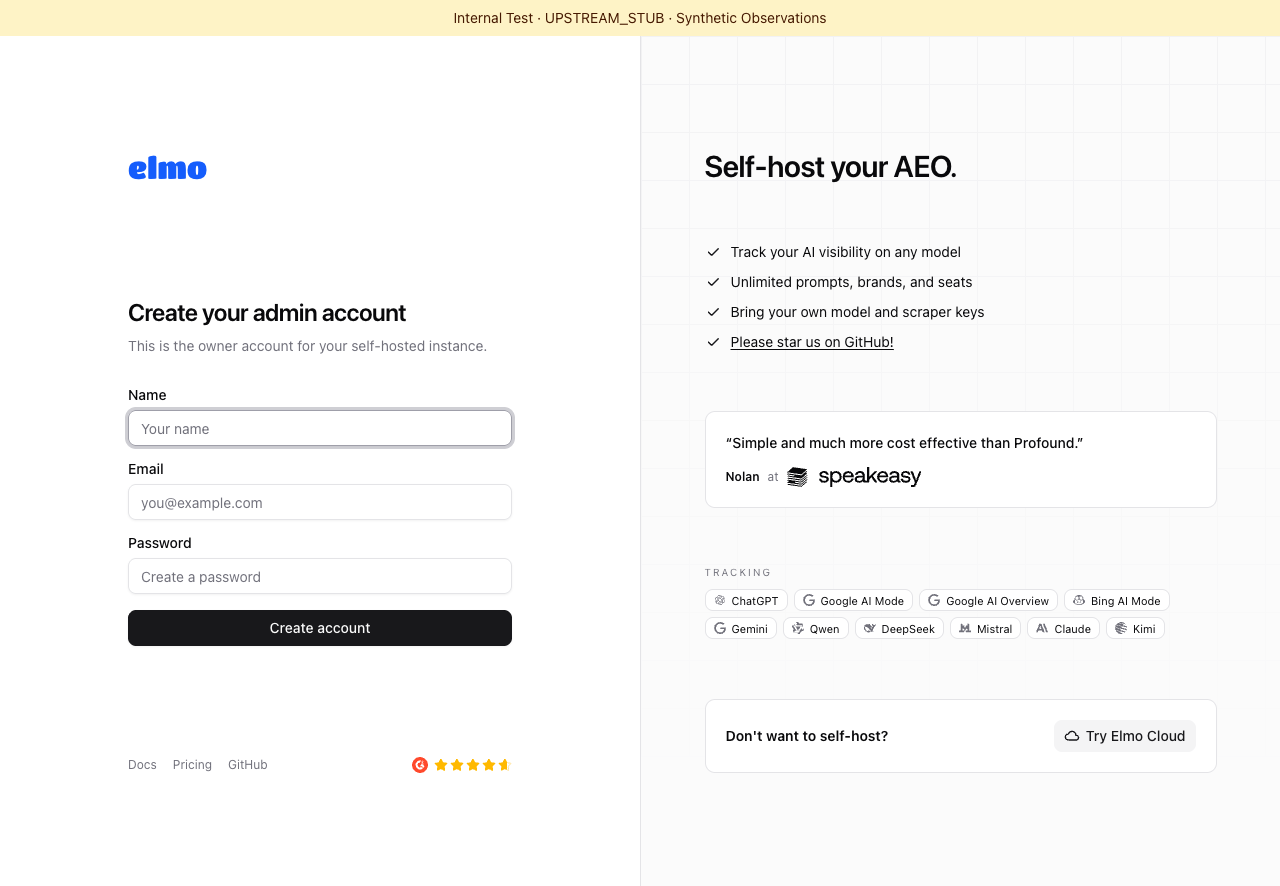 Internal Test · UPSTREAM_STUB · Synthetic Observations
elmo
Create your admin account
This is the owner account for your self-hosted instance.
Name
Your name
Email
you@example.com
Password
Create a password
Create account
Docs Pricing GitHub
Self-host your AEO.
Track your AI visibility on any model
Unlimited prompts, brands, and seats
Bring your own model and scraper keys
Please star us on GitHub!
“Simple and much more cost effective than Profound.”
Nolan at speakeasy
TRACKING
ChatGPT Google AI Mode Google AI Overview Bing AI Mode
Gemini Qwen DeepSeek Mistral Claude Kimi
Don't want to self-host? Try Elmo Cloud